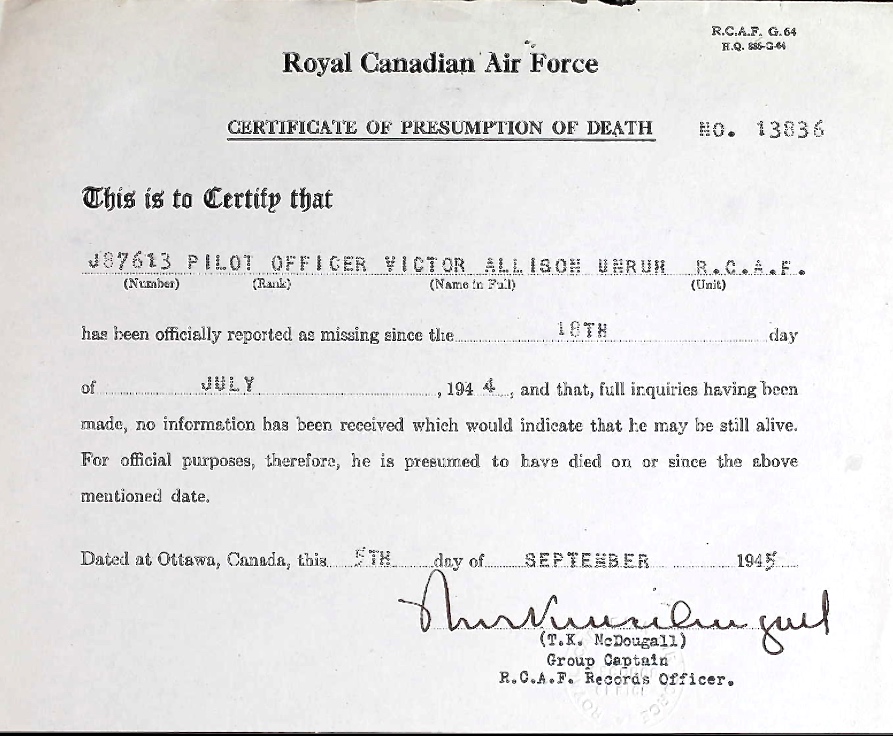 R.C.A.F. G. 64
H.Q. 885-G-64
Royal Canadian Air Force
CERTIFICATE OF PRESUMPTION OF DEATH NO. 13836
This is to Certify that
J87613 PILOT OFFICER VICTOR ALLISON UNRUH R.C.A.F.
(Number) (Rank) (Name in Full) (Unit)
has been officially reported as missing since the 18TH day
of JULY , 1944 , and that, full inquiries having been
made, no information has been received which would indicate that he may be still alive.
For official purposes, therefore, he is presumed to have died on or since the above
mentioned date.
Dated at Ottawa, Canada, this 5TH day of SEPTEMBER 1945
(T.K. McDougall)
Group Captain
R.C.A.F. Records Officer.